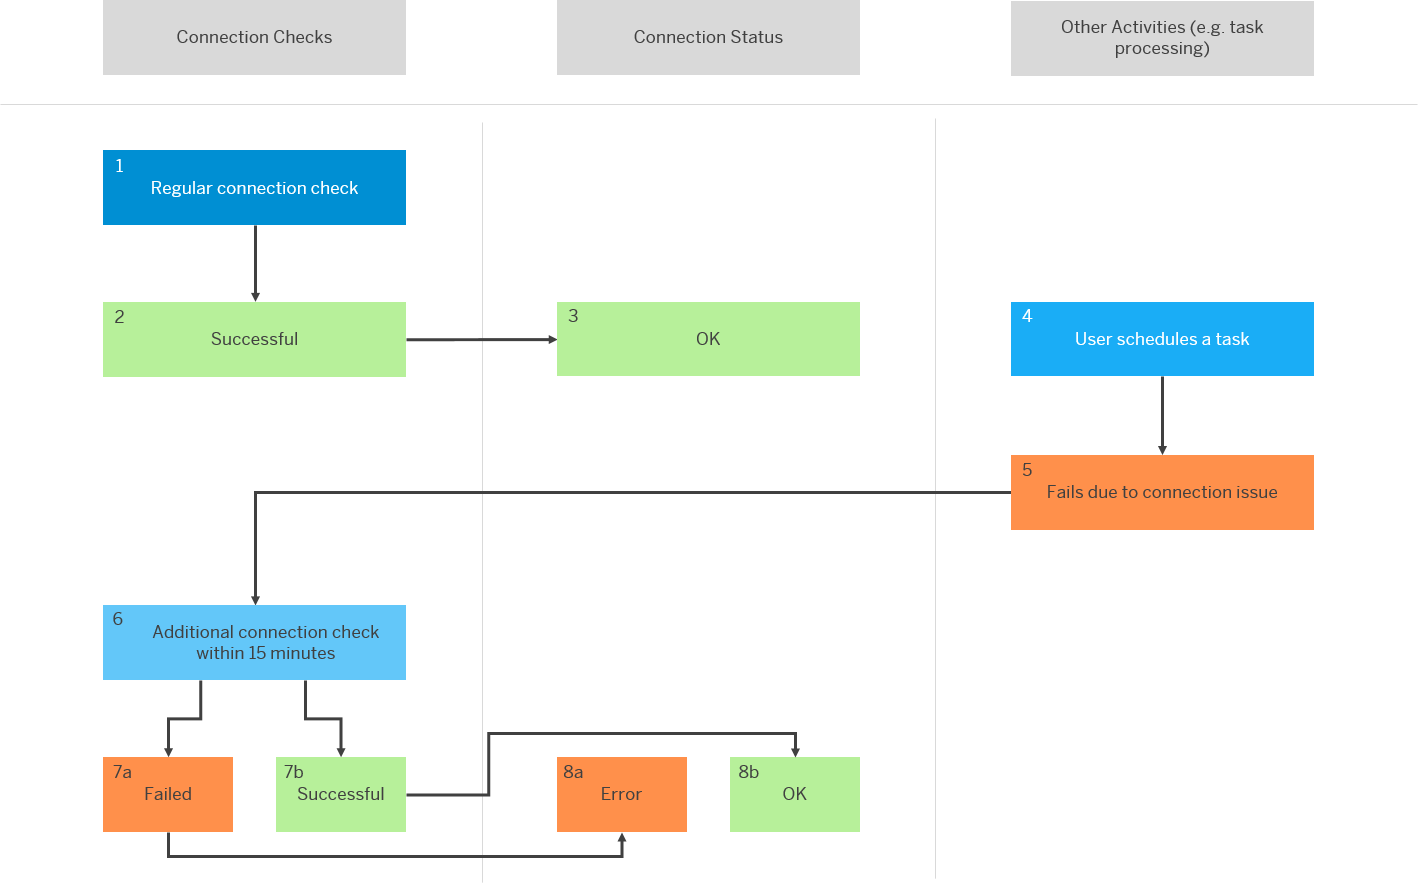 Connection Checks
Connection Status
Other Activities (e.g. task
processing)
1
Regular connection check
2
Successful
3
OK
4
User schedules a task
5
Fails due to connection issue
6
Additional connection check
within 15 minutes
7a
Failed
7b
Successful
8a
Error
8b
OK